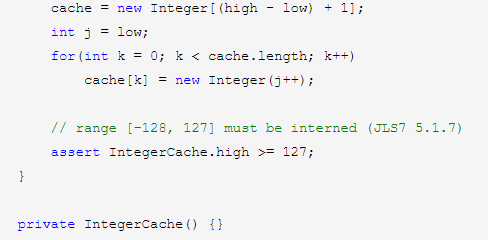 cache = new Integer[(high - low) + 1];
int j = low;
for(int k = 0; k < cache.length; k++)
cache[k] = new Integer(j++);
// range [-128, 127] must be interned (JLS7 5.1.7)
assert IntegerCache.high >= 127;
}
private IntegerCache() {}